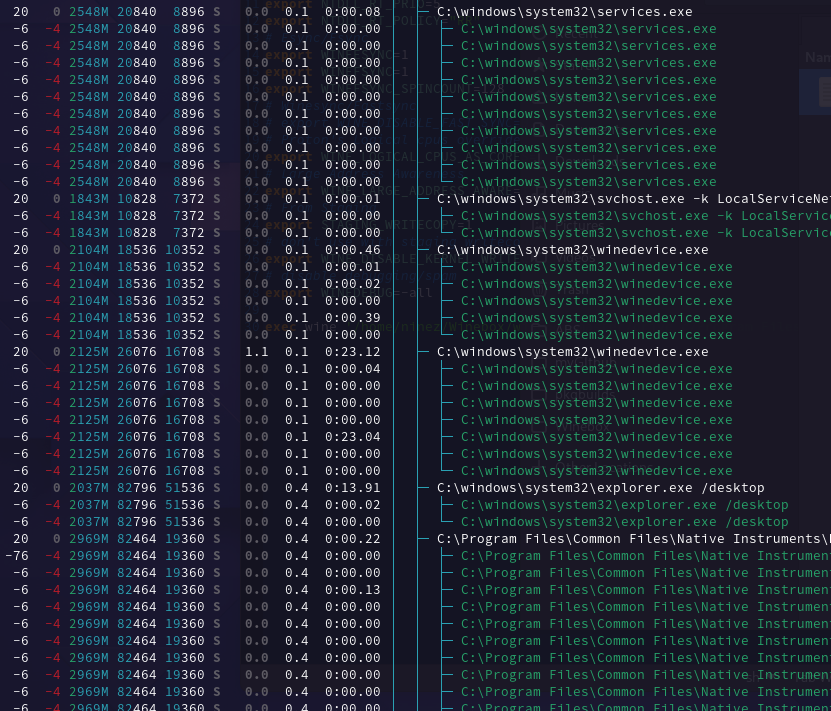 20 0 2548M 20840 8896 S 0.0 0.1 0:00.08 ├─ C:\windows\system32\services.exe
-6 -4 2548M 20840 8896 S 0.0 0.1 0:00.00 │ ├─ C:\windows\system32\services.exe
-6 -4 2548M 20840 8896 S 0.0 0.1 0:00.00 │ ├─ C:\windows\system32\services.exe
-6 -4 2548M 20840 8896 S 0.0 0.1 0:00.00 │ ├─ C:\windows\system32\services.exe
-6 -4 2548M 20840 8896 S 0.0 0.1 0:00.00 │ ├─ C:\windows\system32\services.exe
-6 -4 2548M 20840 8896 S 0.0 0.1 0:00.00 │ ├─ C:\windows\system32\services.exe
-6 -4 2548M 20840 8896 S 0.0 0.1 0:00.00 │ ├─ C:\windows\system32\services.exe
-6 -4 2548M 20840 8896 S 0.0 0.1 0:00.00 │ ├─ C:\windows\system32\services.exe
-6 -4 2548M 20840 8896 S 0.0 0.1 0:00.00 │ ├─ C:\windows\system32\services.exe
-6 -4 2548M 20840 8896 S 0.0 0.1 0:00.00 │ ├─ C:\windows\system32\services.exe
-6 -4 2548M 20840 8896 S 0.0 0.1 0:00.00 │ └─ C:\windows\system32\services.exe
20 0 1843M 10828 7372 S 0.0 0.1 0:00.01 ├─ C:\windows\system32\svchost.exe -k LocalServiceNe
-6 -4 1843M 10828 7372 S 0.0 0.1 0:00.00 │ ├─ C:\windows\system32\svchost.exe -k LocalServic
-6 -4 1843M 10828 7372 S 0.0 0.1 0:00.00 │ └─ C:\windows\system32\svchost.exe -k LocalServic
20 0 2104M 18536 10352 S 0.0 0.1 0:00.46 ├─ C:\windows\system32\winedevice.exe
-6 -4 2104M 18536 10352 S 0.0 0.1 0:00.01 │ ├─ C:\windows\system32\winedevice.exe
-6 -4 2104M 18536 10352 S 0.0 0.1 0:00.02 │ ├─ C:\windows\system32\winedevice.exe
-6 -4 2104M 18536 10352 S 0.0 0.1 0:00.00 │ ├─ C:\windows\system32\winedevice.exe
-6 -4 2104M 18536 10352 S 0.0 0.1 0:00.39 │ ├─ C:\windows\system32\winedevice.exe
-6 -4 2104M 18536 10352 S 0.0 0.1 0:00.00 │ └─ C:\windows\system32\winedevice.exe
20 0 2125M 26076 16708 S 1.1 0.1 0:23.12 ├─ C:\windows\system32\winedevice.exe
-6 -4 2125M 26076 16708 S 0.0 0.1 0:00.04 │ ├─ C:\windows\system32\winedevice.exe
-6 -4 2125M 26076 16708 S 0.0 0.1 0:00.00 │ ├─ C:\windows\system32\winedevice.exe
-6 -4 2125M 26076 16708 S 0.0 0.1 0:00.00 │ ├─ C:\windows\system32\winedevice.exe
-6 -4 2125M 26076 16708 S 0.0 0.1 0:00.00 │ ├─ C:\windows\system32\winedevice.exe
-6 -4 2125M 26076 16708 S 0.0 0.1 0:23.04 │ ├─ C:\windows\system32\winedevice.exe
-6 -4 2125M 26076 16708 S 0.0 0.1 0:00.00 │ ├─ C:\windows\system32\winedevice.exe
-6 -4 2125M 26076 16708 S 0.0 0.1 0:00.00 │ └─ C:\windows\system32\winedevice.exe
20 0 2037M 82796 51536 S 0.0 0.4 0:13.91 ├─ C:\windows\system32\explorer.exe /desktop
-6 -4 2037M 82796 51536 S 0.0 0.4 0:00.02 │ ├─ C:\windows\system32\explorer.exe /desktop
-6 -4 2037M 82796 51536 S 0.0 0.4 0:00.00 │ └─ C:\windows\system32\explorer.exe /desktop
20 0 2969M 82464 19360 S 0.0 0.4 0:00.22 ├─ C:\Program Files\Common Files\Native Instruments\
-76 -4 2969M 82464 19360 S 0.0 0.4 0:00.00 │ ├─ C:\Program Files\Common Files\Native Instrumen
-6 -4 2969M 82464 19360 S 0.0 0.4 0:00.00 │ ├─ C:\Program Files\Common Files\Native Instrumen
-6 -4 2969M 82464 19360 S 0.0 0.4 0:00.13 │ ├─ C:\Program Files\Common Files\Native Instrumen
-6 -4 2969M 82464 19360 S 0.0 0.4 0:00.00 │ ├─ C:\Program Files\Common Files\Native Instrumen
-6 -4 2969M 82464 19360 S 0.0 0.4 0:00.00 │ ├─ C:\Program Files\Common Files\Native Instrumen
-6 -4 2969M 82464 19360 S 0.0 0.4 0:00.00 │ ├─ C:\Program Files\Common Files\Native Instrumen
-6 -4 2969M 82464 19360 S 0.0 0.4 0:00.00 │ ├─ C:\Program Files\Common Files\Native Instrumen
-6 -4 2969M 82464 19360 S 0.0 0.4 0:00.00 │ ├─ C:\Program Files\Common Files\Native Instrumen
-6 -4 2969M 82464 19360 S 0.0 0.4 0:00.00 │ ├─ C:\Program Files\Common Files\Native Instrumen
-6 -4 2969M 82464 19360 S 0.0 0.4 0:00.00 │ ├─ C:\Program Files\Common Files\Native Instrumen